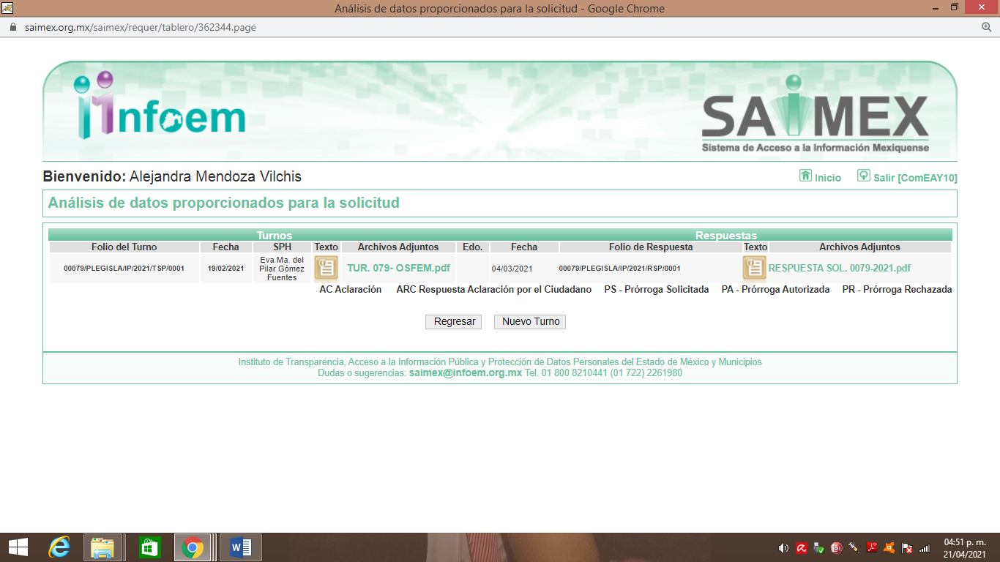 Análisis de datos proporcionados para la solicitud - Google Chrome
saimex.org.mx/saimex/requer/tablero/362344.page
infoem
SAIMEX
Sistema de Acceso a la Información Mexiquense
Bienvenido: Alejandra Mendoza Vilchis
Inicio Salir [ComEAY10]
Análisis de datos proporcionados para la solicitud
Turnos Respuestas
Folio del Turno Fecha SPH Texto Archivos Adjuntos Edo. Fecha Folio de Respuesta Texto Archivos Adjuntos
00079/PLEGISLA/IP/2021/TSP/0001 19/02/2021 Eva Ma. del Pilar Gómez Fuentes TUR. 079- OSFEM.pdf 04/03/2021 00079/PLEGISLA/IP/2021/RSP/0001 RESPUESTA SOL. 0079-2021.pdf
AC Aclaración ARC Respuesta Aclaración por el Ciudadano PS - Prórroga Solicitada PA - Prórroga Autorizada PR - Prórroga Rechazada
Regresar Nuevo Turno
Instituto de Transparencia, Acceso a la Información Pública y Protección de Datos Personales del Estado de México y Municipios
Dudas o sugerencias: saimex@infoem.org.mx Tel. 01 800 8210441 (01 722) 2261980
04:51 p. m.
21/04/2021